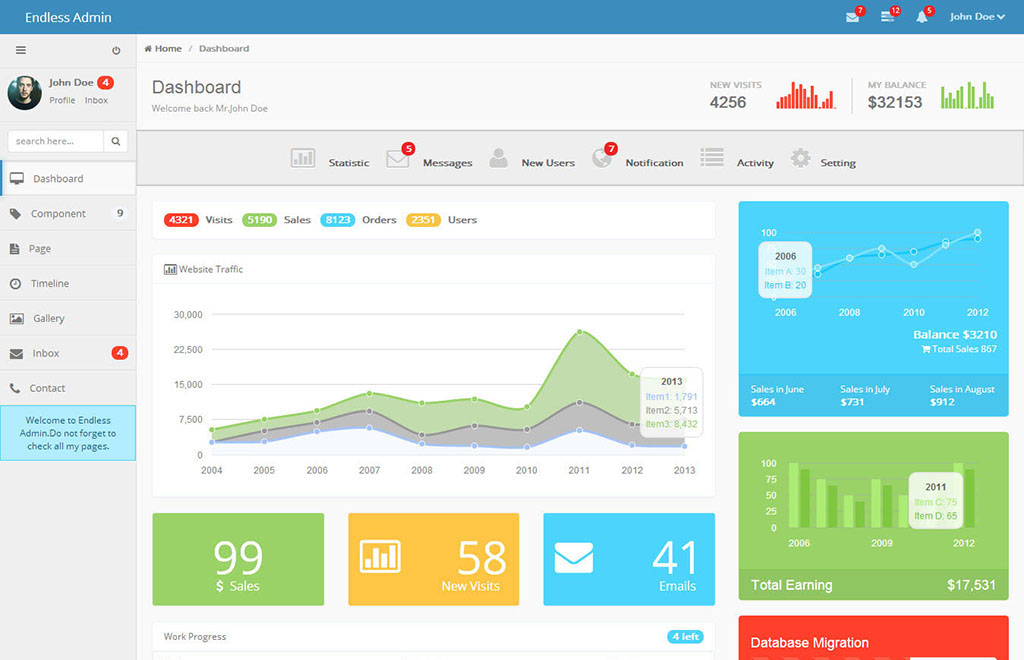 Endless Admin
7 12 5 John Doe
John Doe 4
Profile Inbox
search here...
Dashboard
Component 9
Page
Timeline
Gallery
Inbox 4
Contact
Welcome to Endless
Admin.Do not forget to
check all my pages.
Home / Dashboard
Dashboard
Welcome back Mr.John Doe
NEW VISITS
4256
MY BALANCE
$32153
Statistic 5 Messages New Users 7 Notification Activity Setting
4321 Visits 5190 Sales 8123 Orders 2351 Users
Website Traffic
30,000
22,500
15,000
7,500
0
2004 2005 2006 2007 2008 2009 2010 2011 2012 2013
2013
Item1: 1,791
Item2: 5,713
Item3: 8,432
99
$ Sales
58
New Visits
41
Emails
Work Progress 4 left
100
2006
Item A: 30
Item B: 20
2006 2008 2010 2012
Balance $3210
Total Sales 867
Sales in June Sales in July Sales in August
$664 $731 $912
100
75
50
25
0
2011
Item C: 75
Item D: 65
2006 2009 2012
Total Earning $17,531
Database Migration